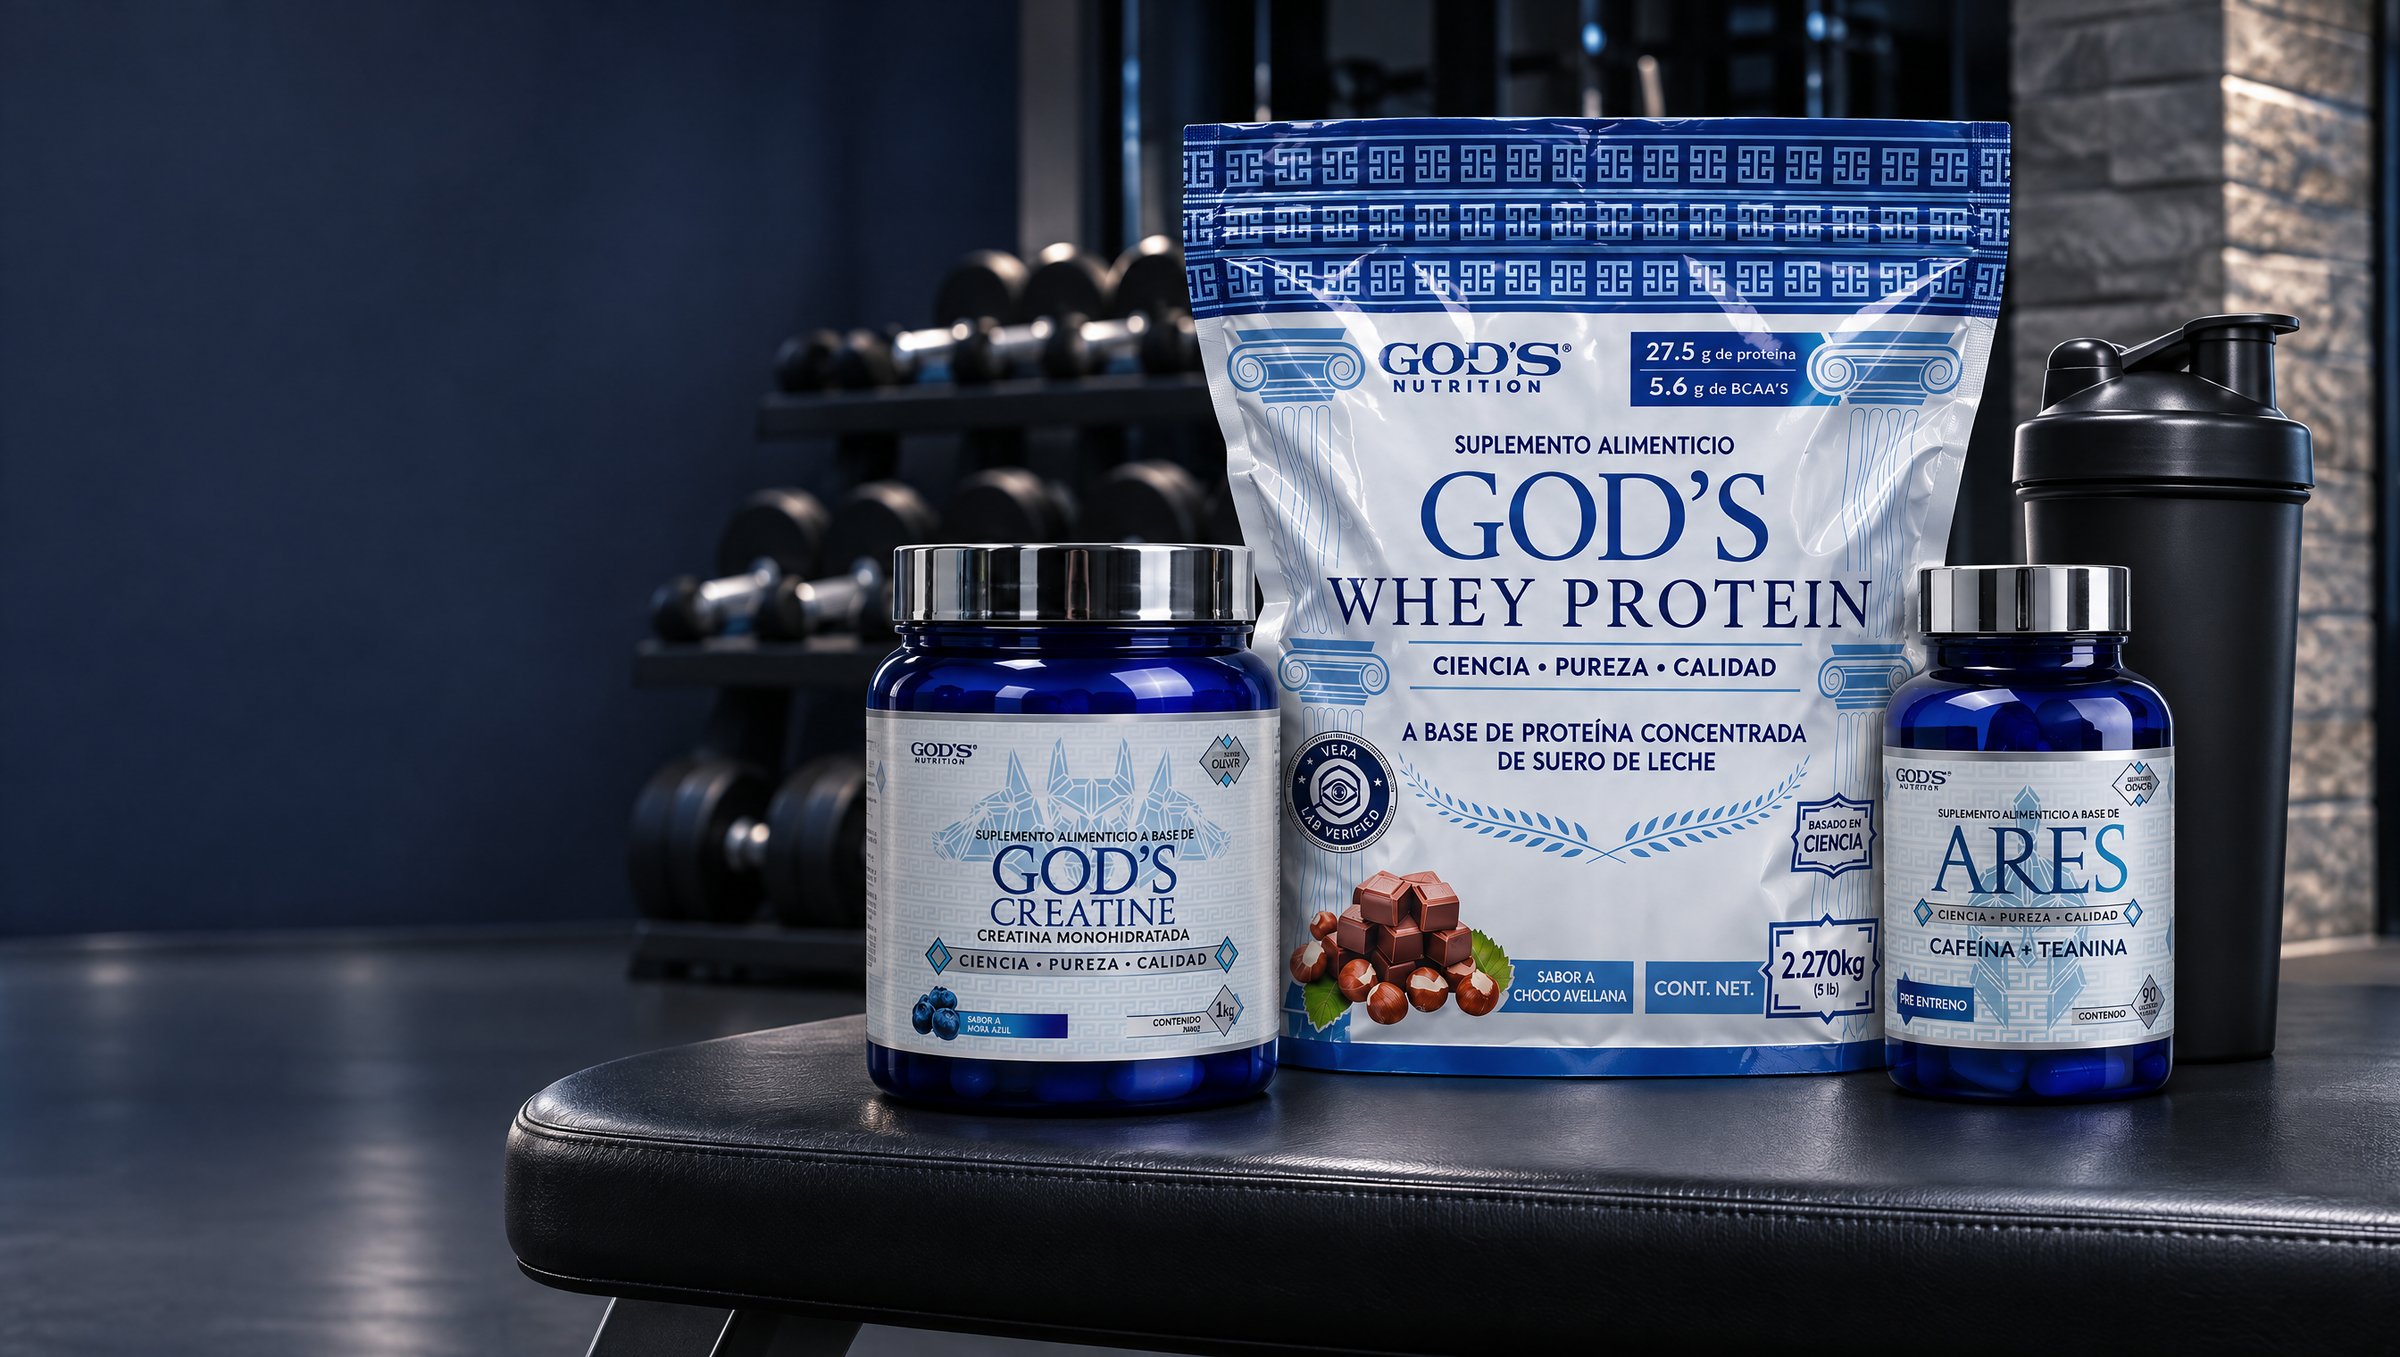 GOD'S®
NUTRITION
27.5 g de proteína
5.6 g de BCAA'S
SUPLEMENTO ALIMENTICIO
GOD'S
WHEY PROTEIN
CIENCIA • PUREZA • CALIDAD
A BASE DE PROTEÍNA CONCENTRADA
DE SUERO DE LECHE
VERA
LAB VERIFIED
BASADO EN
CIENCIA
SABOR A
CHOCO AVELLANA
CONT. NET.
2.270kg
(5 lb)
GOD'S®
NUTRITION
SUPLEMENTO ALIMENTICIO A BASE DE
GOD'S
CREATINE
CREATINA MONOHIDRATADA
CIENCIA • PUREZA • CALIDAD
SABOR A
MORA AZUL
CONTENIDO
1kg
GOD'S®
NUTRITION
SUPLEMENTO ALIMENTICIO A BASE DE
ARES
CIENCIA • PUREZA • CALIDAD
CAFEÍNA + TEANINA
PRE ENTRENO
90